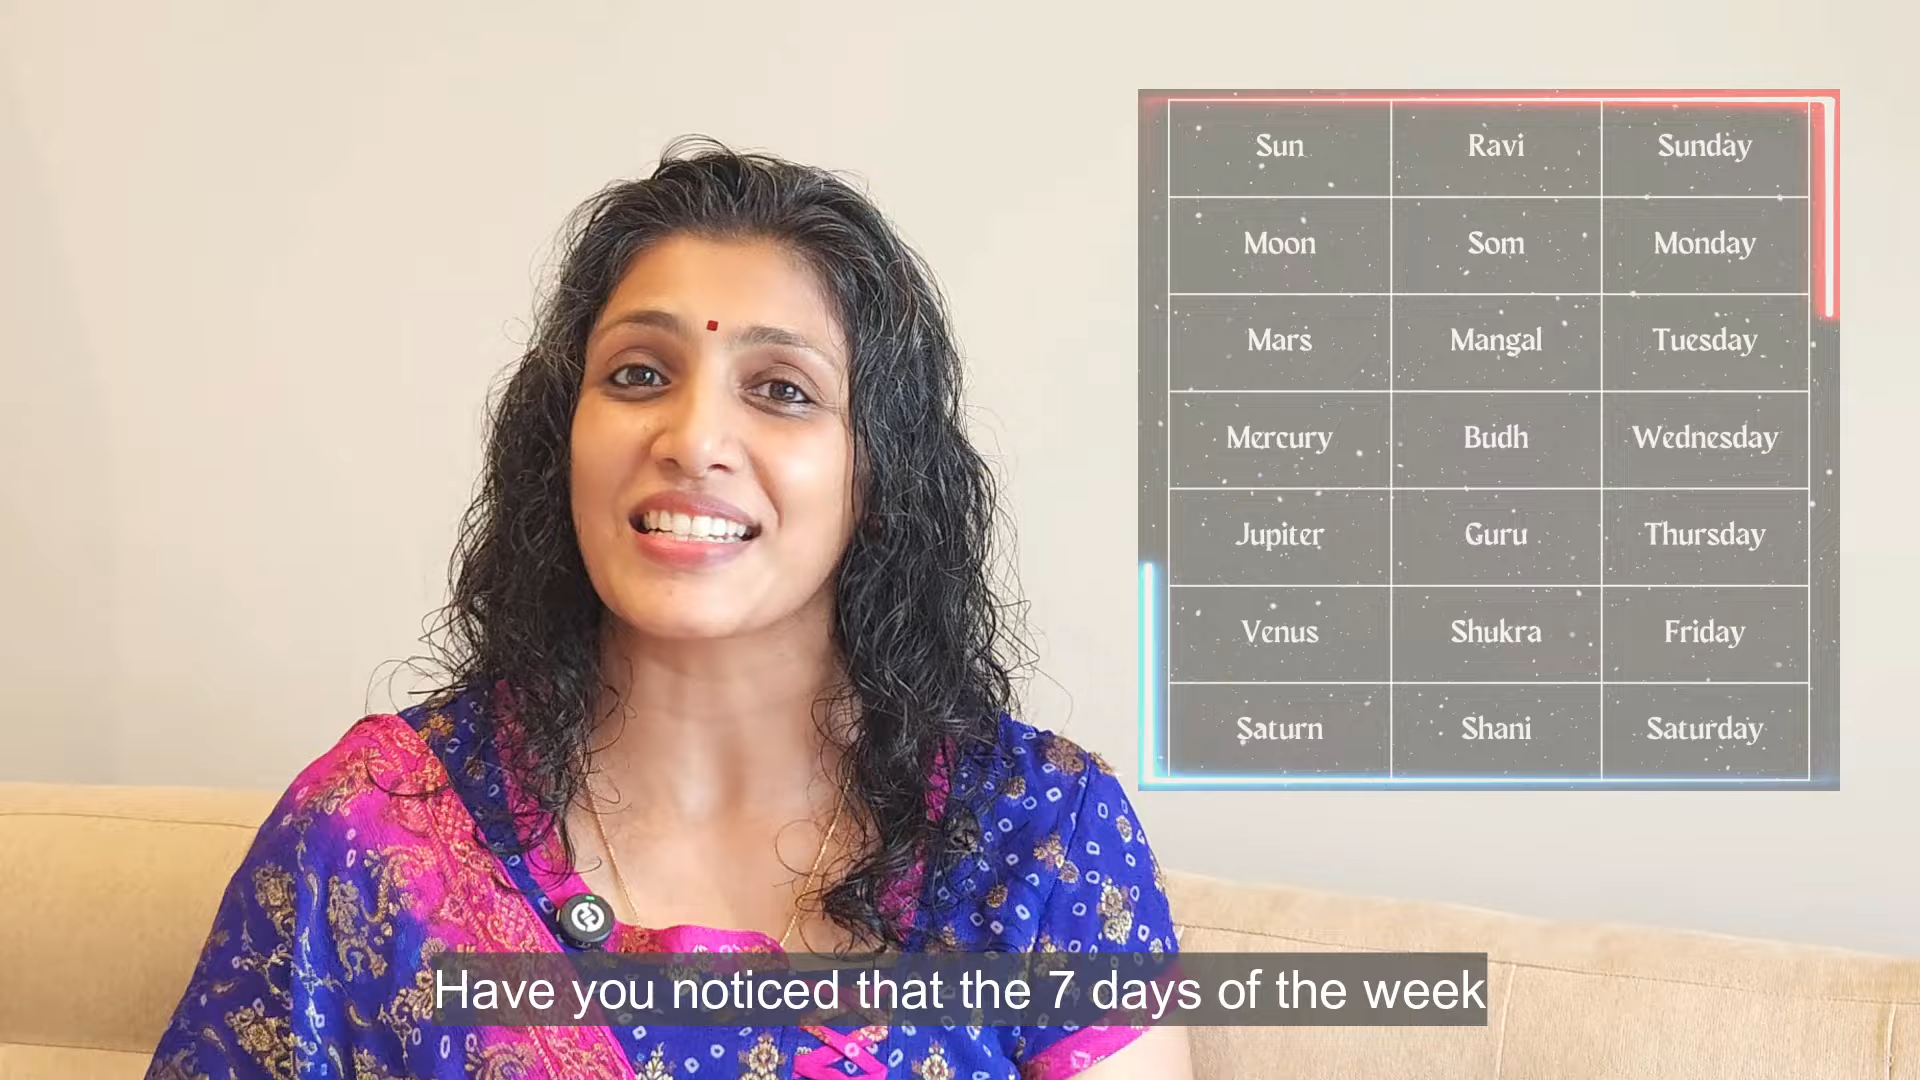 Sun Ravi Sunday
Moon Som Monday
Mars Mangal Tuesday
Mercury Budh Wednesday
Jupiter Guru Thursday
Venus Shukra Friday
Saturn Shani Saturday
Have you noticed that the 7 days of the week